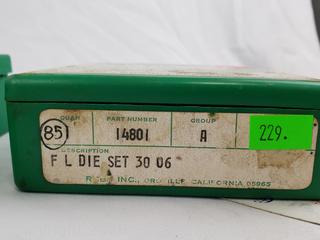 QUAN PART NUMBER GROUP
85 14801 A 229.
DESCRIPTION
F L DIE SET 30 06
INC., OROVILLE, CALIFORNIA 95965